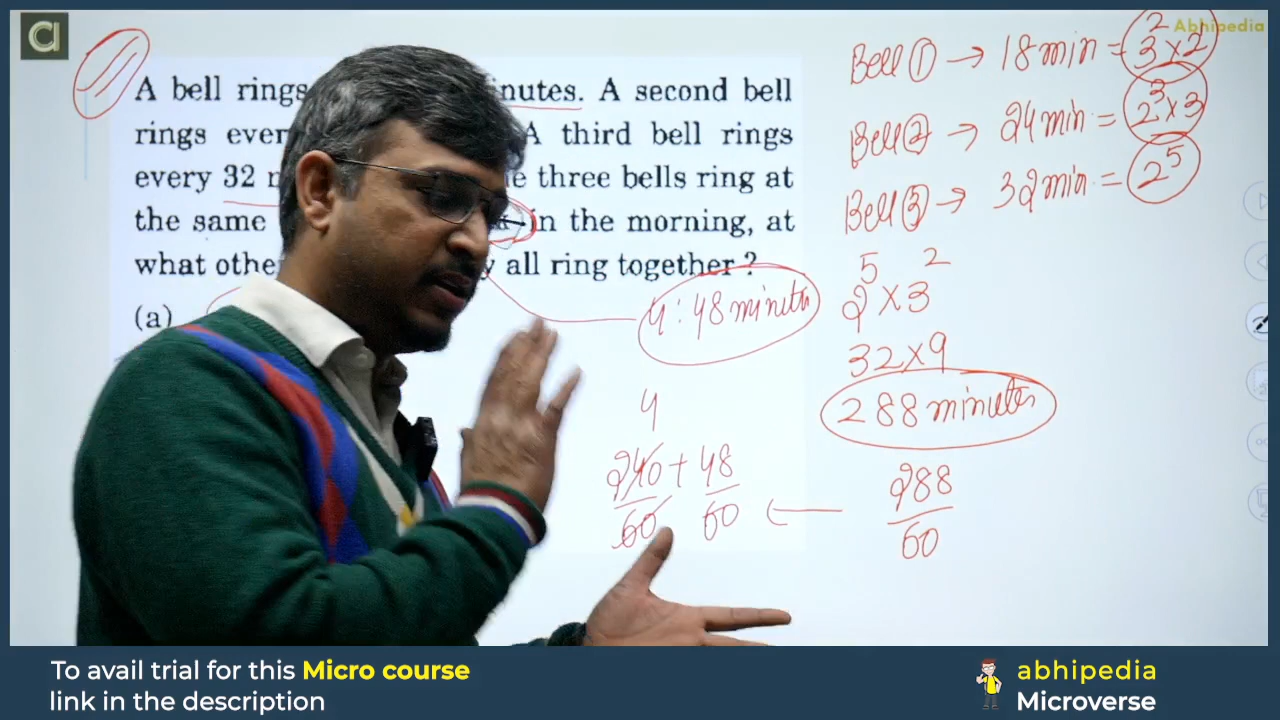 Abhipedia
A bell rings nutes. A second bell
rings ever A third bell rings
every 32 e three bells ring at
the same in the morning, at
what othe all ring together ?
(a)
Bell ① → 18 min = 3² × 2¹
Bell ② → 24 min = 2³ × 3
Bell ③ → 32 min = 2⁵
2⁵ × 3²
32 × 9
288 minutes
288
60
240 + 48
60 60
4
4 : 48 minutes
To avail trial for this Micro course
link in the description
abhipedia
Microverse